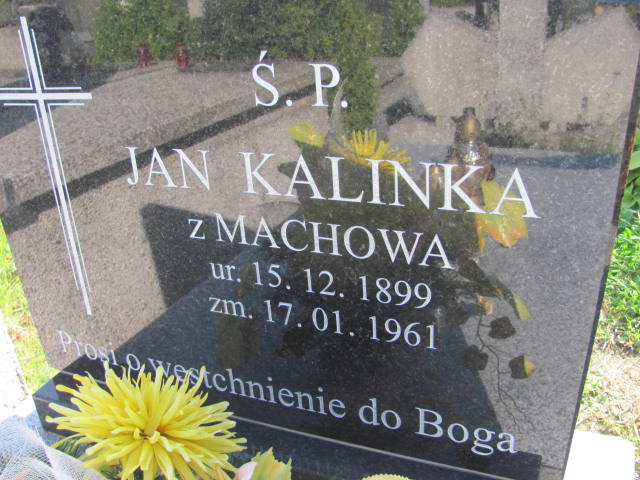 Ś. P.
JAN KALINKA
z MACHOWA
ur. 15. 12. 1899
zm. 17. 01. 1961
Prosi o westchnienie do Boga